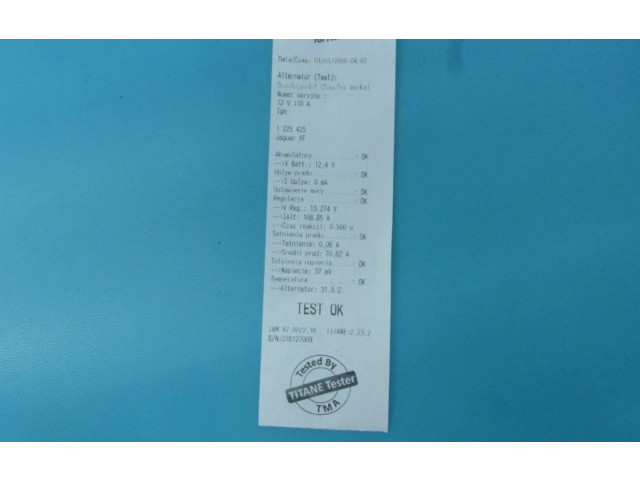 Data/Czas: 01/01/2000 04:02
Alternator (Test):
Numer seryjny :
12 V 110 A
Typ:
1 225 425
Jaguar XF
Akumulatory : OK
-->V Batt.: 12.4 V
Upływ prądu : OK
-->I Upływ: 0 mA
Ustawienie mocy : OK
Regulacja : OK
-->V Reg.: 13.274 V
-->IAlt: 108.85 A
-->Czas reakcji: 0.500 s
Tętnienia prądu : OK
-->Tętnienie: 0.06 A
-->Średni prąd: 70.62 A
Tętnienia napięcia : OK
-->Napięcie: 37 mV
Temperatura : OK
-->Alternator: 31.5 C
TEST OK
TITANE:2.23.2
S/N:016127009
Tested By
TITANE Tester
TMA